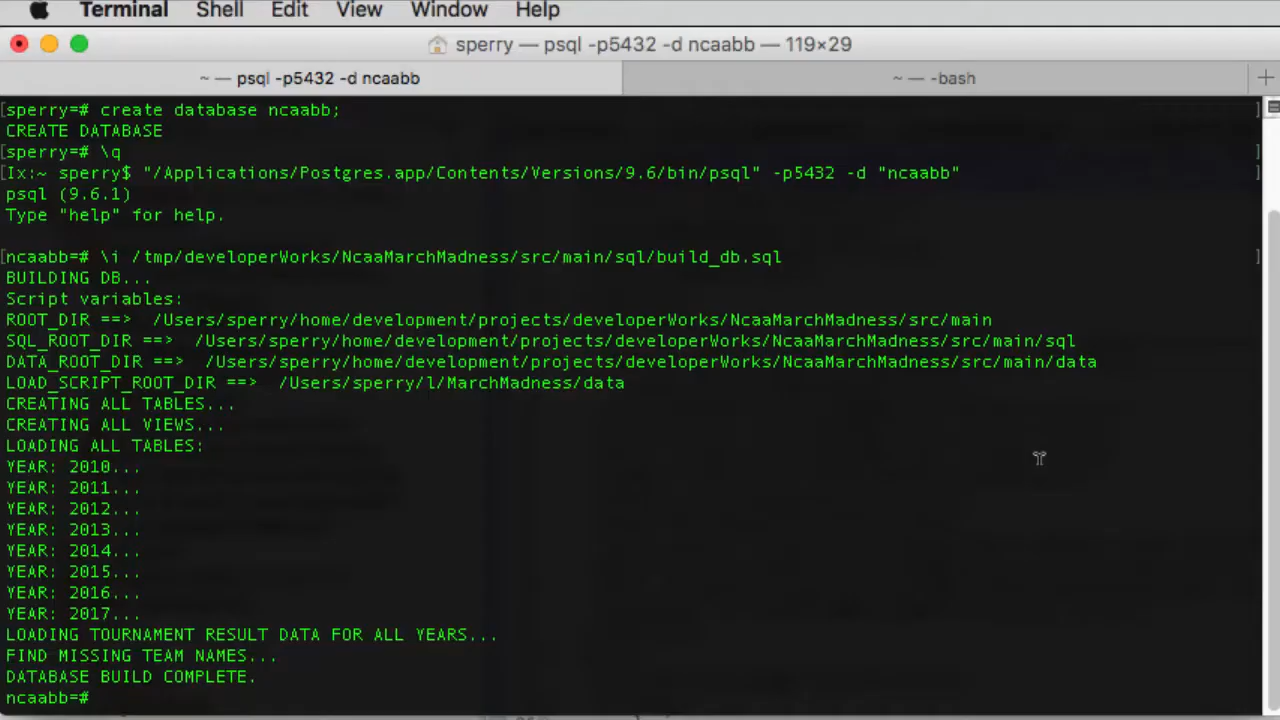 Terminal Shell Edit View Window Help
sperry — psql -p5432 -d ncaabb — 119×29
~ — psql -p5432 -d ncaabb
~ — -bash
[sperry=# create database ncaabb; ]
CREATE DATABASE
[sperry=# \q ]
[Ix:~ sperry$ "/Applications/Postgres.app/Contents/Versions/9.6/bin/psql" -p5432 -d "ncaabb" ]
psql (9.6.1)
Type "help" for help.
[ncaabb=# \i /tmp/developerWorks/NcaaMarchMadness/src/main/sql/build_db.sql ]
BUILDING DB...
Script variables:
ROOT_DIR ==>  /Users/sperry/home/development/projects/developerWorks/NcaaMarchMadness/src/main
SQL_ROOT_DIR ==>  /Users/sperry/home/development/projects/developerWorks/NcaaMarchMadness/src/main/sql
DATA_ROOT_DIR ==>  /Users/sperry/home/development/projects/developerWorks/NcaaMarchMadness/src/main/data
LOAD_SCRIPT_ROOT_DIR ==>  /Users/sperry/l/MarchMadness/data
CREATING ALL TABLES...
CREATING ALL VIEWS...
LOADING ALL TABLES:
YEAR: 2010...
YEAR: 2011...
YEAR: 2012...
YEAR: 2013...
YEAR: 2014...
YEAR: 2015...
YEAR: 2016...
YEAR: 2017...
LOADING TOURNAMENT RESULT DATA FOR ALL YEARS...
FIND MISSING TEAM NAMES...
DATABASE BUILD COMPLETE.
ncaabb=#